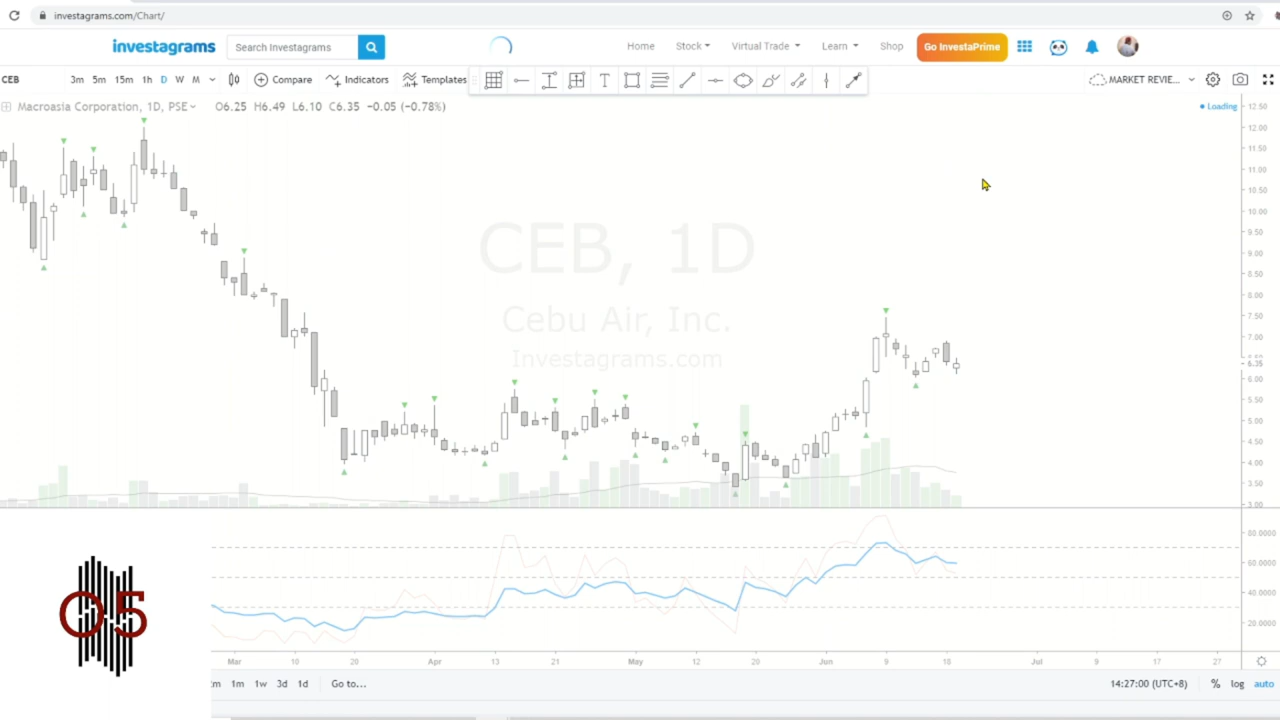 investagrams.com/Chart/
investagrams
Search Investagrams
Home
Stock
Virtual Trade
Learn
Shop
Go InvestaPrime
CEB
3m 5m 15m 1h D W M
Compare
Indicators
Templates
MARKET REVIE...
Macroasia Corporation, 1D, PSE
O6.25 H6.49 L6.10 C6.35 −0.05 (−0.78%)
Loading
CEB, 1D
Cebu Air, Inc.
Investagrams.com
12.50
12.00
11.50
11.00
10.50
10.00
9.50
9.00
8.50
8.00
7.50
7.00
6.35
6.00
5.50
5.00
4.50
4.00
3.50
3.00
80.0000
60.0000
40.0000
20.0000
O5
Mar 10 20 Apr 13 21 May 12 20 Jun 9 18 Jul 9 17 27
1m 1w 3d 1d
Go to...
14:27:00 (UTC+8)
% log auto